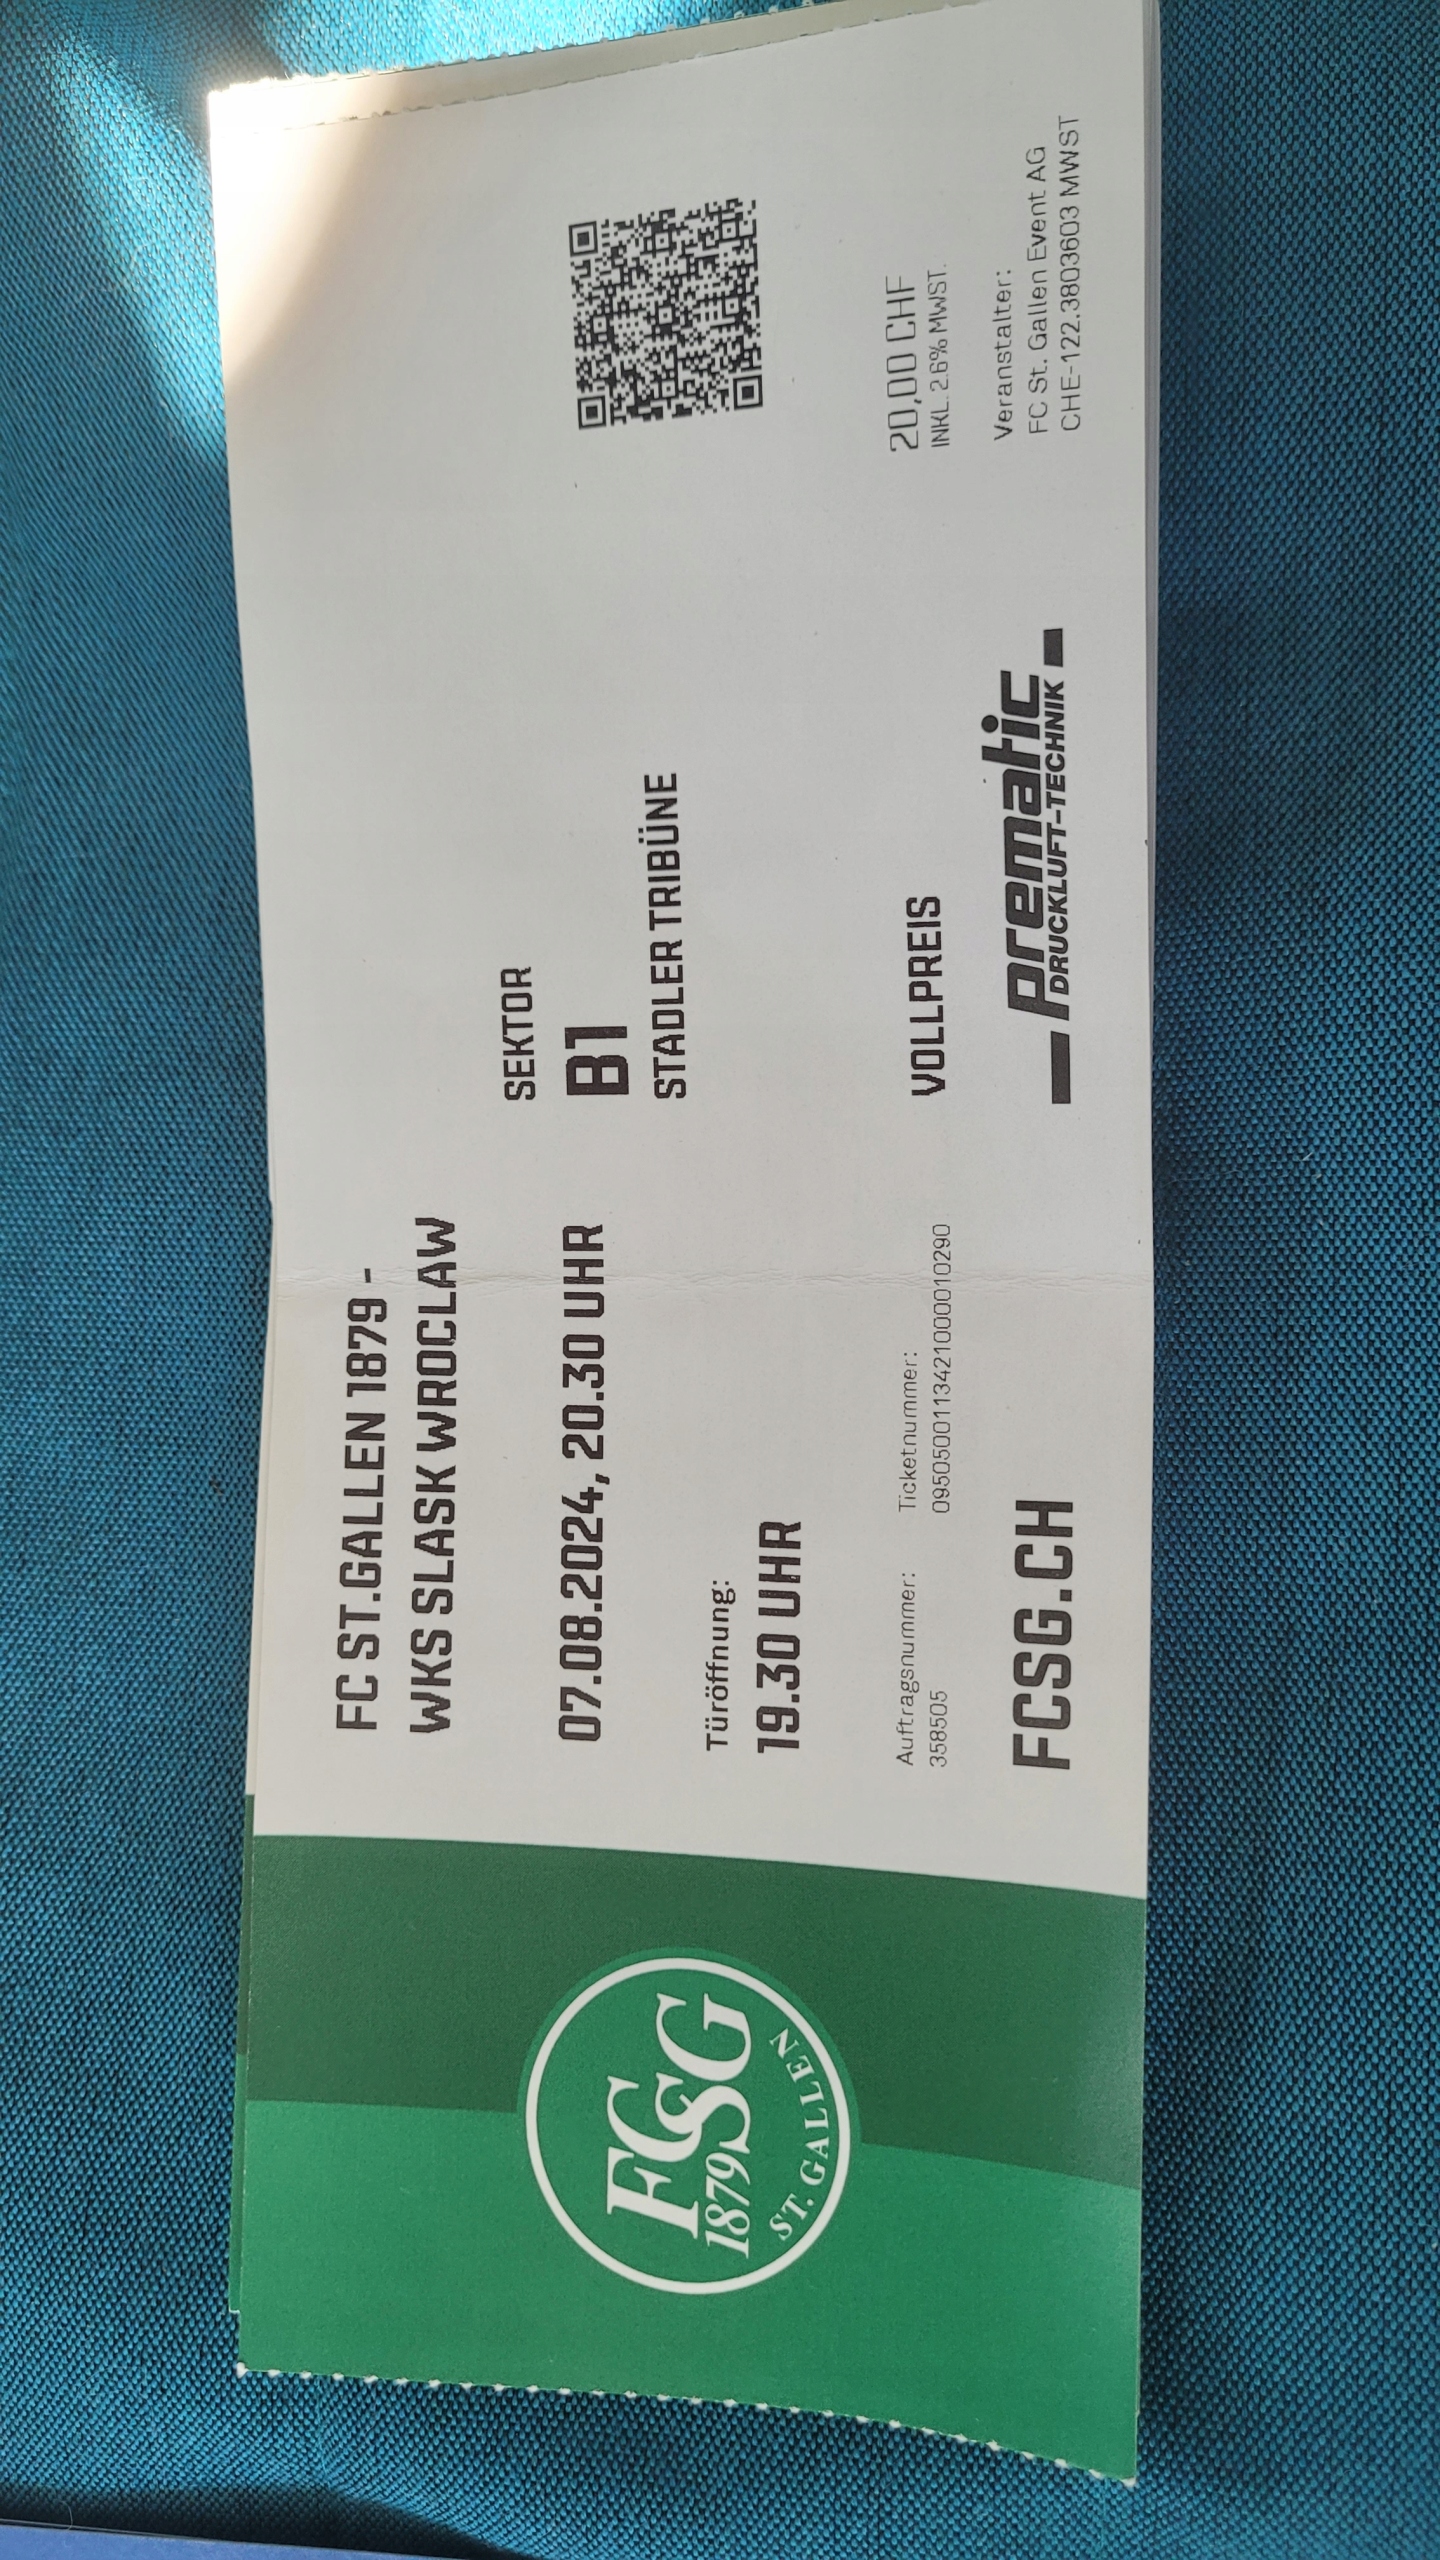 FCSG
1879
ST. GALLEN
FC ST.GALLEN 1879 -
WKS SLASK WROCLAW
07.08.2024, 20.30 UHR
Türöffnung:
19.30 UHR
Auftragsnummer:
358505
Ticketnummer:
0950500113421000010290
FCSG.CH
SEKTOR
B1
STADLER TRIBÜNE
VOLLPREIS
prematic
DRUCKLUFT-TECHNIK
20,00 CHF
INKL. 2.6% MWST.
Veranstalter:
FC St. Gallen Event AG
CHE-122.3803603 MWST